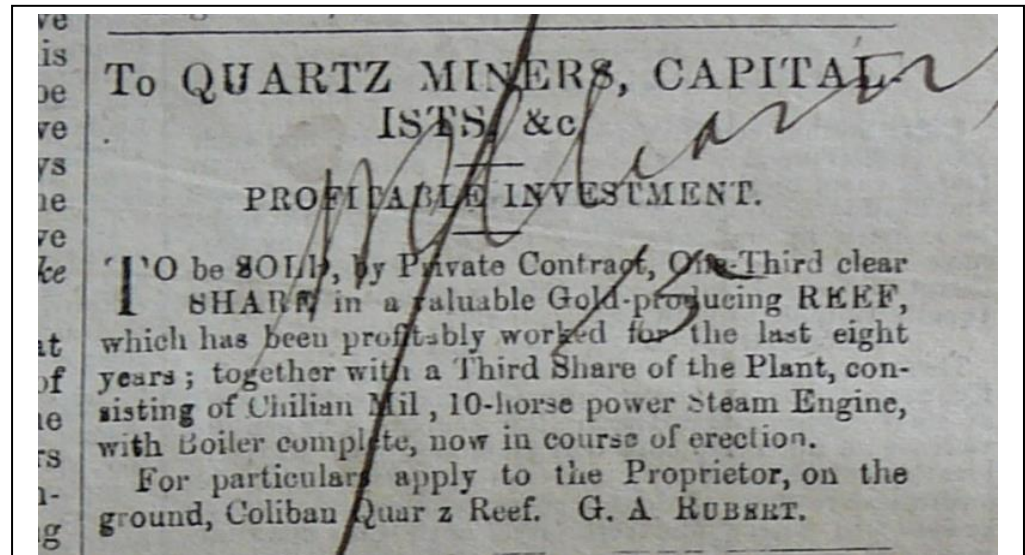 To QUARTZ MINERS, CAPITAL-
ISTS, &c
PROFITABLE INVESTMENT.
TO be SOLD, by Private Contract, One-Third clear
SHARE in a valuable Gold-producing REEF,
which has been profitably worked for the last eight
years; together with a Third Share of the Plant, con-
sisting of Chilian Mil , 10-horse power Steam Engine,
with Boiler complete, now in course of erection.
For particulars apply to the Proprietor, on the
ground, Coliban Quar z Reef. G. A RUBERT.